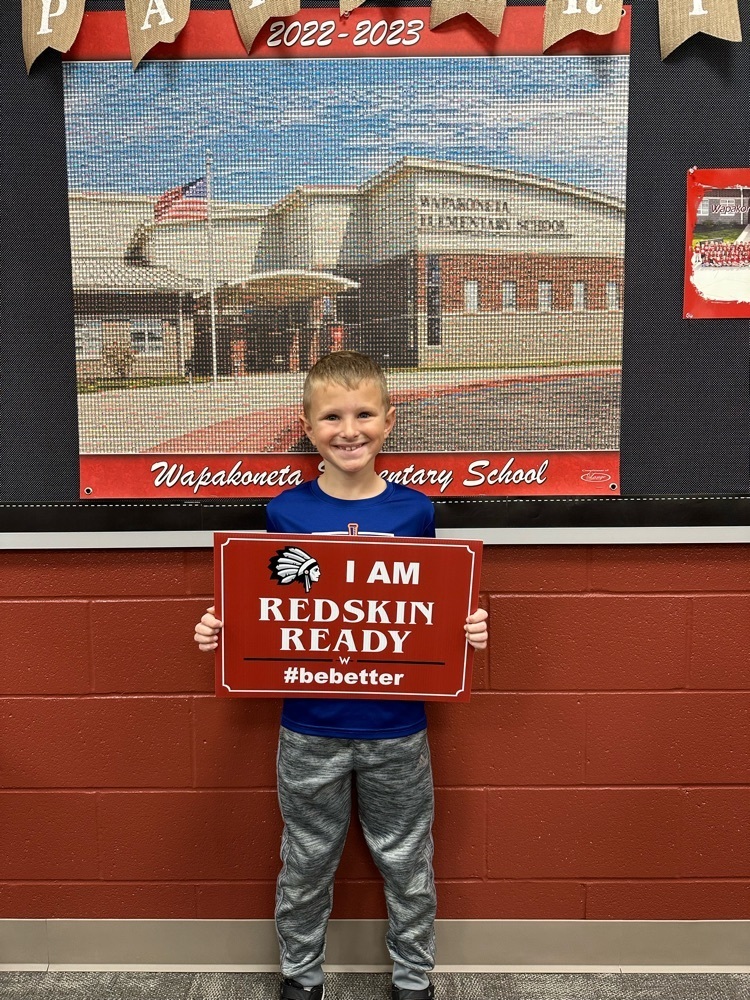 2022-2023
WAPAKONETA
ELEMENTARY SCHOOL
Wapakoneta entary School
I AM
REDSKIN
READY
W
#bebetter